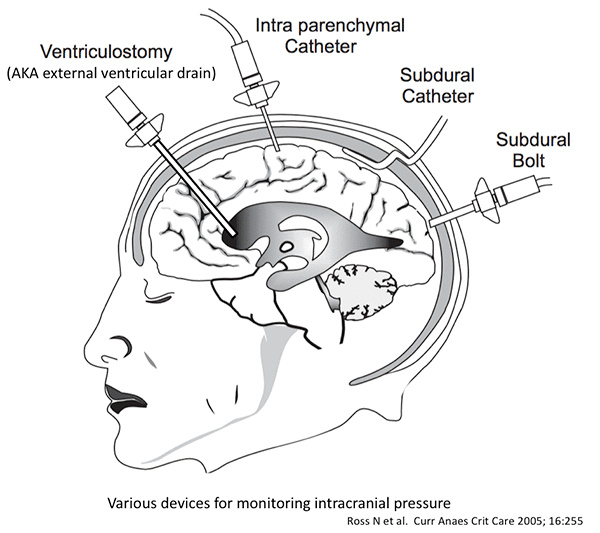 Intra parenchymal
Catheter
Ventriculostomy
(AKA external ventricular drain)
Subdural
Catheter
Subdural
Bolt
Various devices for monitoring intracranial pressure
Ross N et al.  Curr Anaes Crit Care 2005; 16:255